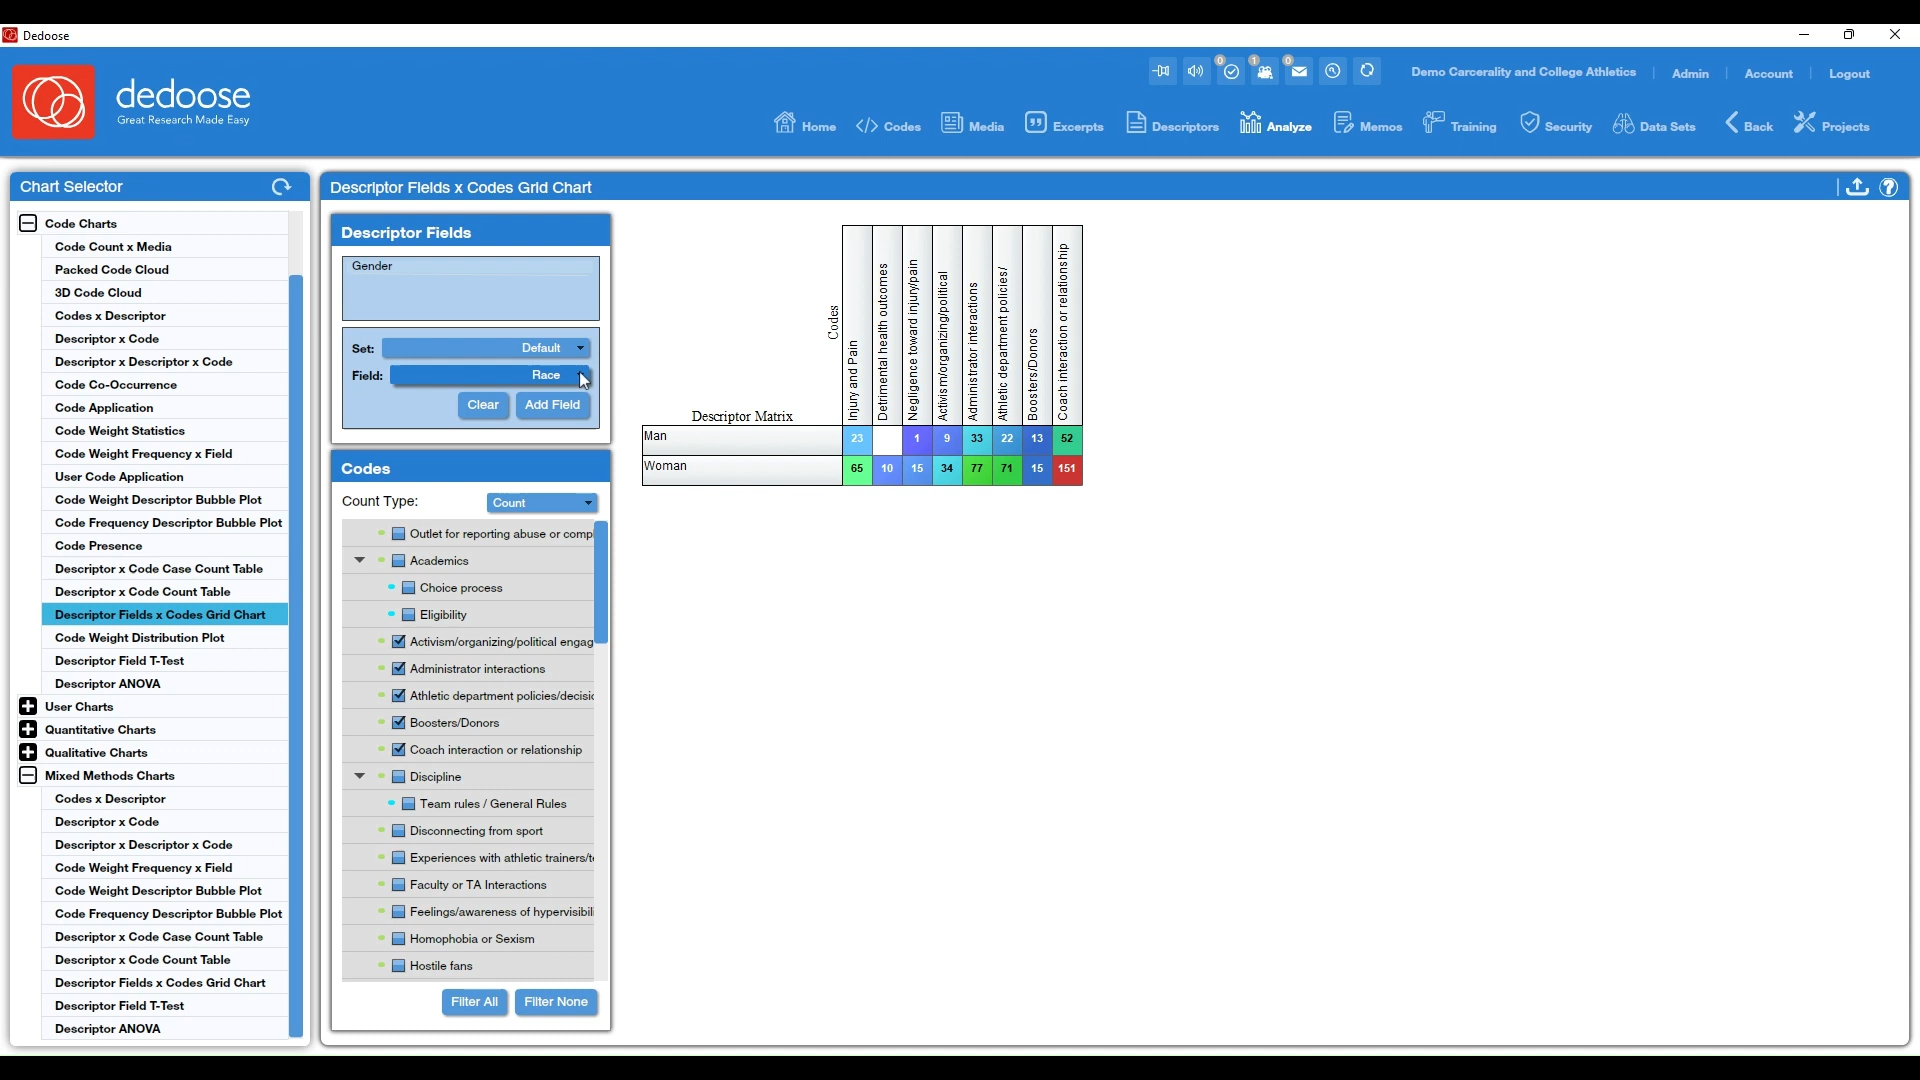 Dedoose
dedoose
Great Research Made Easy
0
1
0
Demo Carcerality and College Athletics
Admin
Account
Logout
Home
Codes
Media
Excerpts
Descriptors
Analyze
Memos
Training
Security
Data Sets
Back
Projects
Chart Selector
Code Charts
Code Count x Media
Packed Code Cloud
3D Code Cloud
Codes x Descriptor
Descriptor x Code
Descriptor x Descriptor x Code
Code Co-Occurrence
Code Application
Code Weight Statistics
Code Weight Frequency x Field
User Code Application
Code Weight Descriptor Bubble Plot
Code Frequency Descriptor Bubble Plot
Code Presence
Descriptor x Code Case Count Table
Descriptor x Code Count Table
Descriptor Fields x Codes Grid Chart
Code Weight Distribution Plot
Descriptor Field T-Test
Descriptor ANOVA
User Charts
Quantitative Charts
Qualitative Charts
Mixed Methods Charts
Codes x Descriptor
Descriptor x Code
Descriptor x Descriptor x Code
Code Weight Frequency x Field
Code Weight Descriptor Bubble Plot
Code Frequency Descriptor Bubble Plot
Descriptor x Code Case Count Table
Descriptor x Code Count Table
Descriptor Fields x Codes Grid Chart
Descriptor Field T-Test
Descriptor ANOVA
Descriptor Fields x Codes Grid Chart
Descriptor Fields
Gender
Set: Default
Field: Race
Clear
Add Field
Codes
Count Type: Count
Outlet for reporting abuse or comp
Academics
Choice process
Eligibility
Activism/organizing/political engag
Administrator interactions
Athletic department policies/decisi
Boosters/Donors
Coach interaction or relationship
Discipline
Team rules / General Rules
Disconnecting from sport
Experiences with athletic trainers/t
Faculty or TA Interactions
Feelings/awareness of hypervisibili
Homophobia or Sexism
Hostile fans
Filter All
Filter None
Codes
Injury and Pain
Detrimental health outcomes
Negligence toward injury/pain
Activism/organizing/political
Administrator interactions
Athletic department policies/
Boosters/Donors
Coach interaction or relationship
Descriptor Matrix
Man 23 1 9 33 22 13 52
Woman 65 10 15 34 77 71 15 151